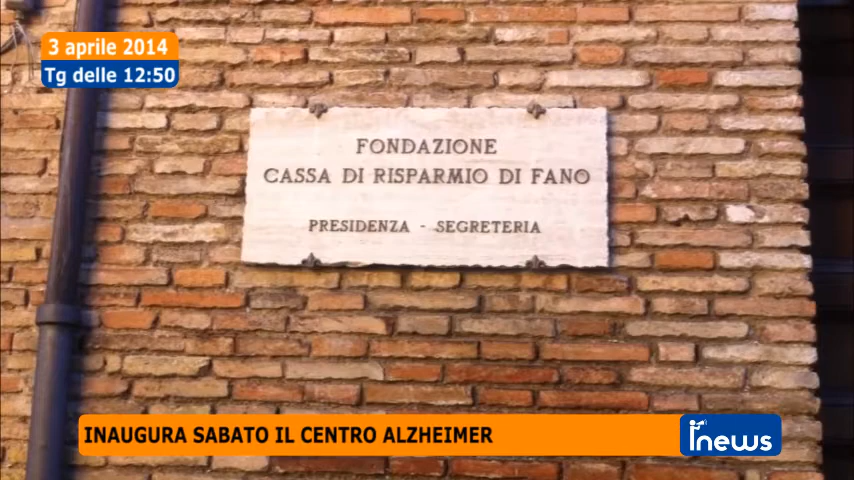 3 aprile 2014
Tg delle 12:50
FONDAZIONE
CASSA DI RISPARMIO DI FANO
PRESIDENZA - SEGRETERIA
INAUGURA SABATO IL CENTRO ALZHEIMER
news